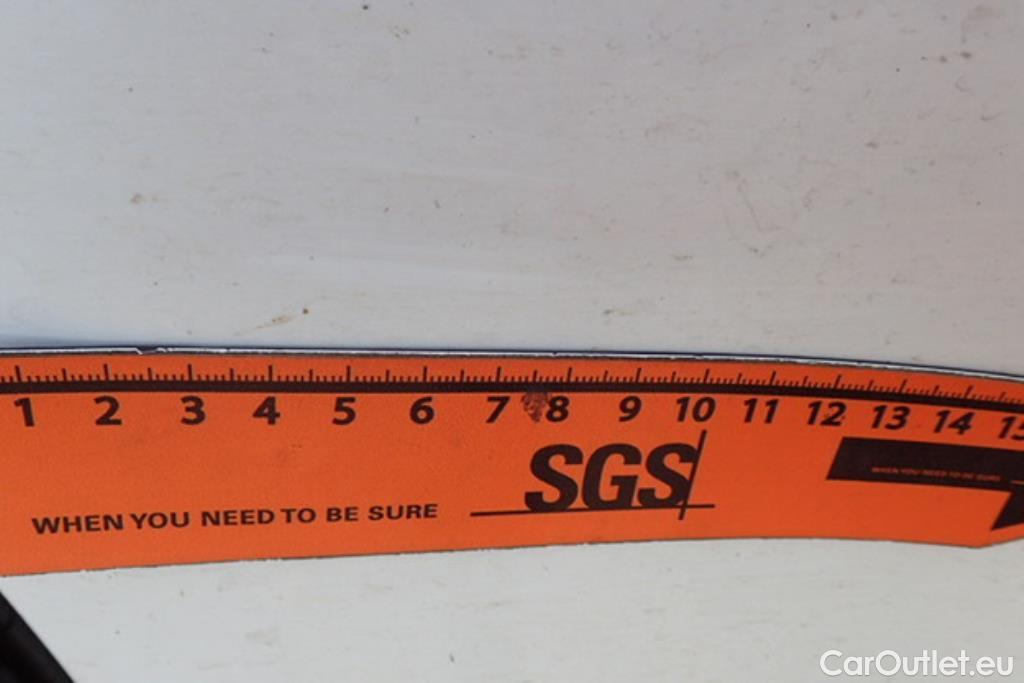 1 2 3 4 5 6 7 8 9 10 11 12 13 14 15
SGS
WHEN YOU NEED TO BE SURE
CarOutlet.eu